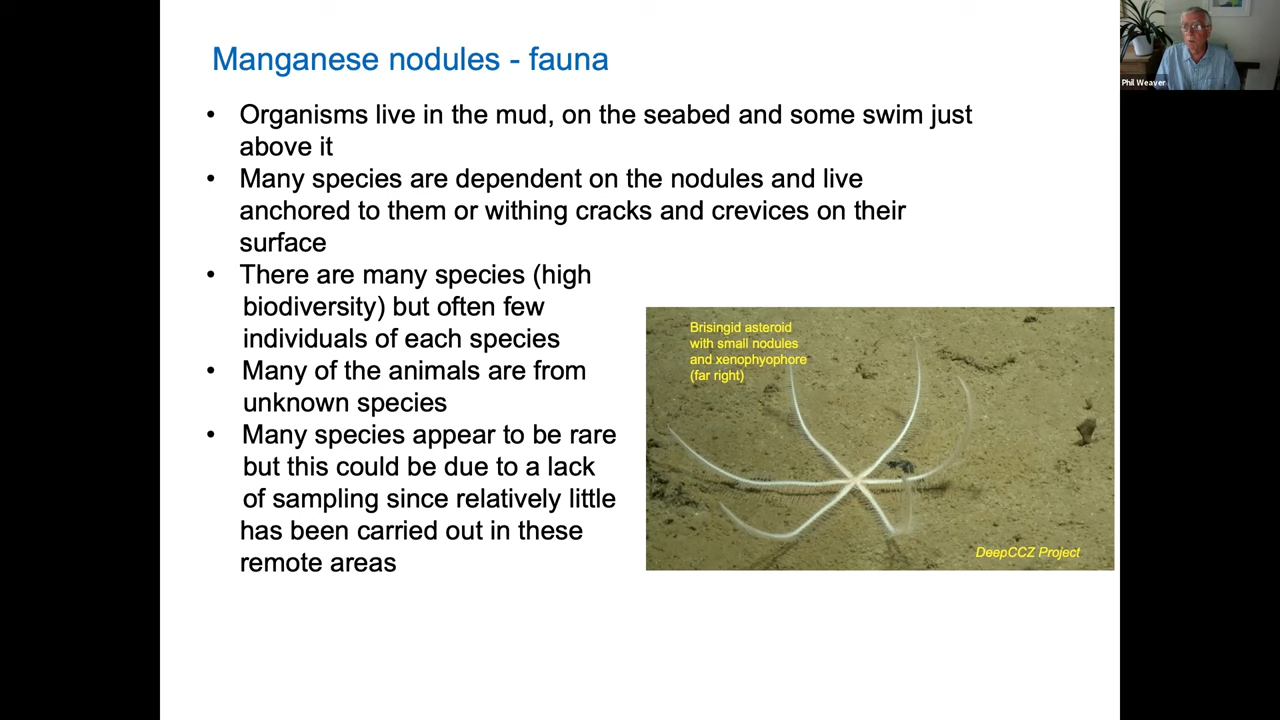 Manganese nodules - fauna
• Organisms live in the mud, on the seabed and some swim just
above it
• Many species are dependent on the nodules and live
anchored to them or withing cracks and crevices on their
surface
• There are many species (high
biodiversity) but often few
individuals of each species
• Many of the animals are from
unknown species
• Many species appear to be rare
but this could be due to a lack
of sampling since relatively little
has been carried out in these
remote areas
Brisingid asteroid
with small nodules
and xenophyophore
(far right)
DeepCCZ Project
Phil Weaver